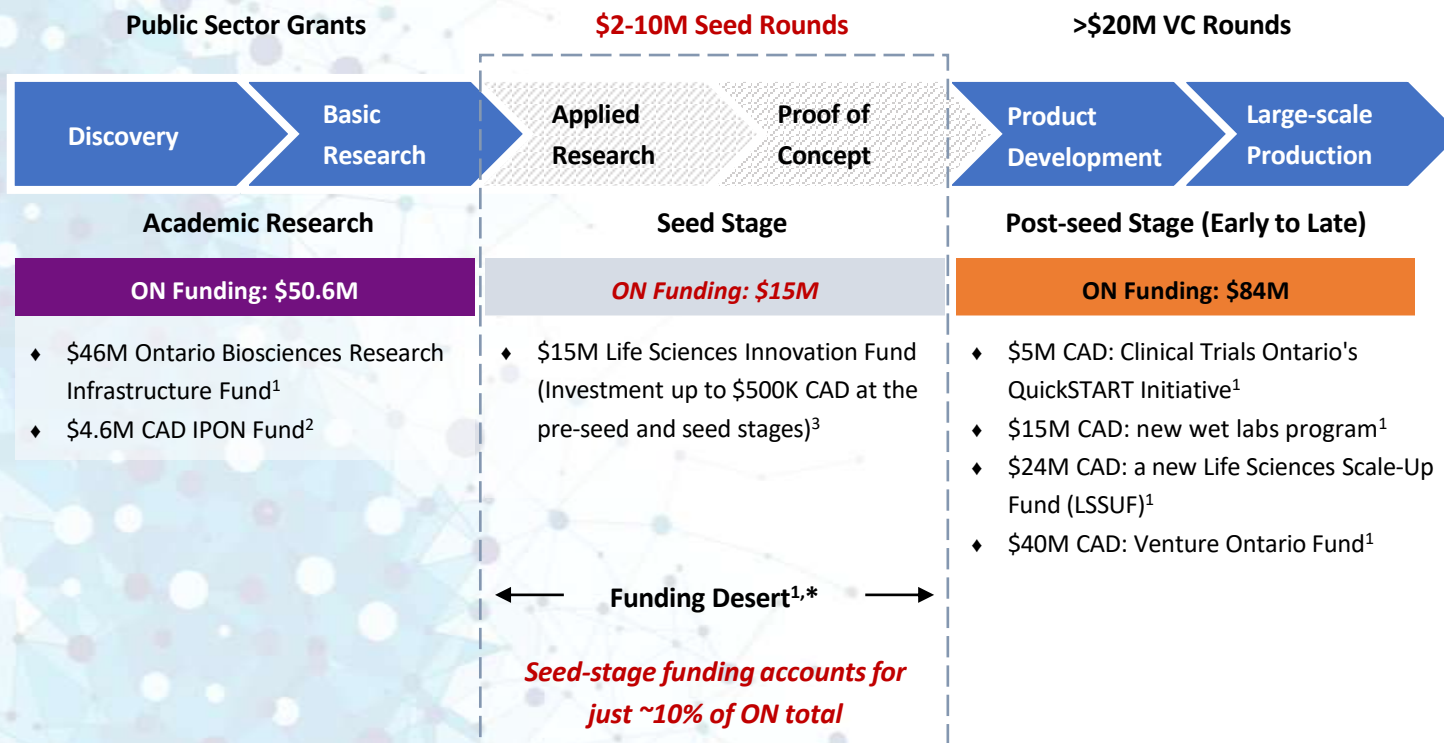 Public Sector Grants
$2-10M Seed Rounds
>$20M VC Rounds
Discovery
Basic
Research
Applied
Research
Proof of
Concept
Product
Development
Large-scale
Production
Academic Research
Seed Stage
Post-seed Stage (Early to Late)
ON Funding: $50.6M
ON Funding: $15M
ON Funding: $84M
♦ $46M Ontario Biosciences Research
Infrastructure Fund¹
♦ $4.6M CAD IPON Fund²
♦ $15M Life Sciences Innovation Fund
(Investment up to $500K CAD at the
pre-seed and seed stages)³
♦ $5M CAD: Clinical Trials Ontario's
QuickSTART Initiative¹
♦ $15M CAD: new wet labs program¹
♦ $24M CAD: a new Life Sciences Scale-Up
Fund (LSSUF)¹
♦ $40M CAD: Venture Ontario Fund¹
Funding Desert¹,*
Seed-stage funding accounts for
just ~10% of ON total